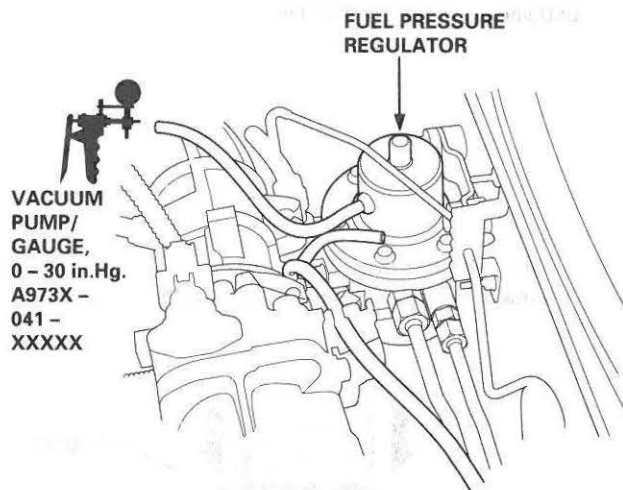 FUEL PRESSURE
REGULATOR
VACUUM
PUMP/
GAUGE,
0 – 30 in.Hg.
A973X –
041 –
XXXXX